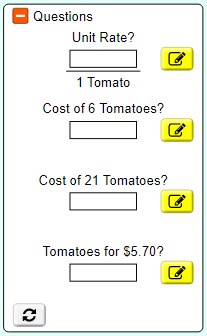 Questions
Unit Rate?
1 Tomato
Cost of 6 Tomatoes?
Cost of 21 Tomatoes?
Tomatoes for $5.70?